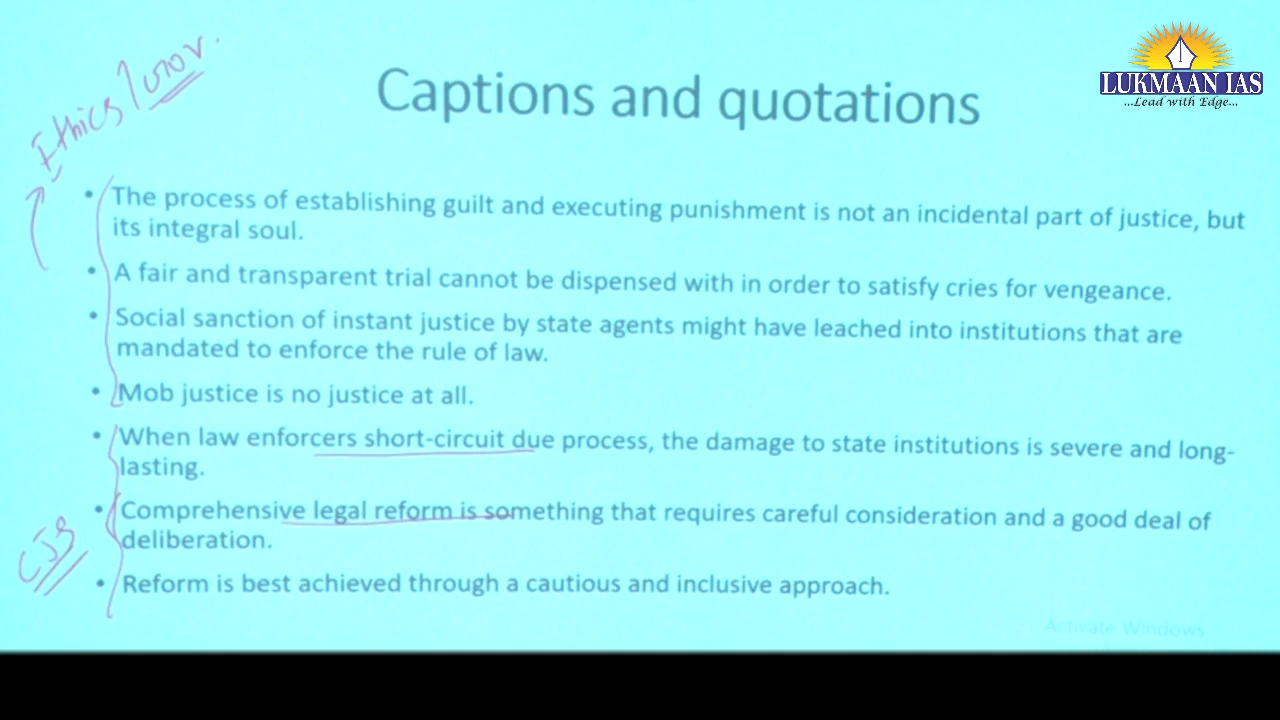 LUKMAAN IAS
...Lead with Edge...
Ethics /
Captions and quotations
• The process of establishing guilt and executing punishment is not an incidental part of justice, but
its integral soul.
• A fair and transparent trial cannot be dispensed with in order to satisfy cries for vengeance.
• Social sanction of instant justice by state agents might have leached into institutions that are
mandated to enforce the rule of law.
• Mob justice is no justice at all.
• When law enforcers short-circuit due process, the damage to state institutions is severe and long-
lasting.
• Comprehensive legal reform is something that requires careful consideration and a good deal of
deliberation.
CJS
• Reform is best achieved through a cautious and inclusive approach.
Activate Windows